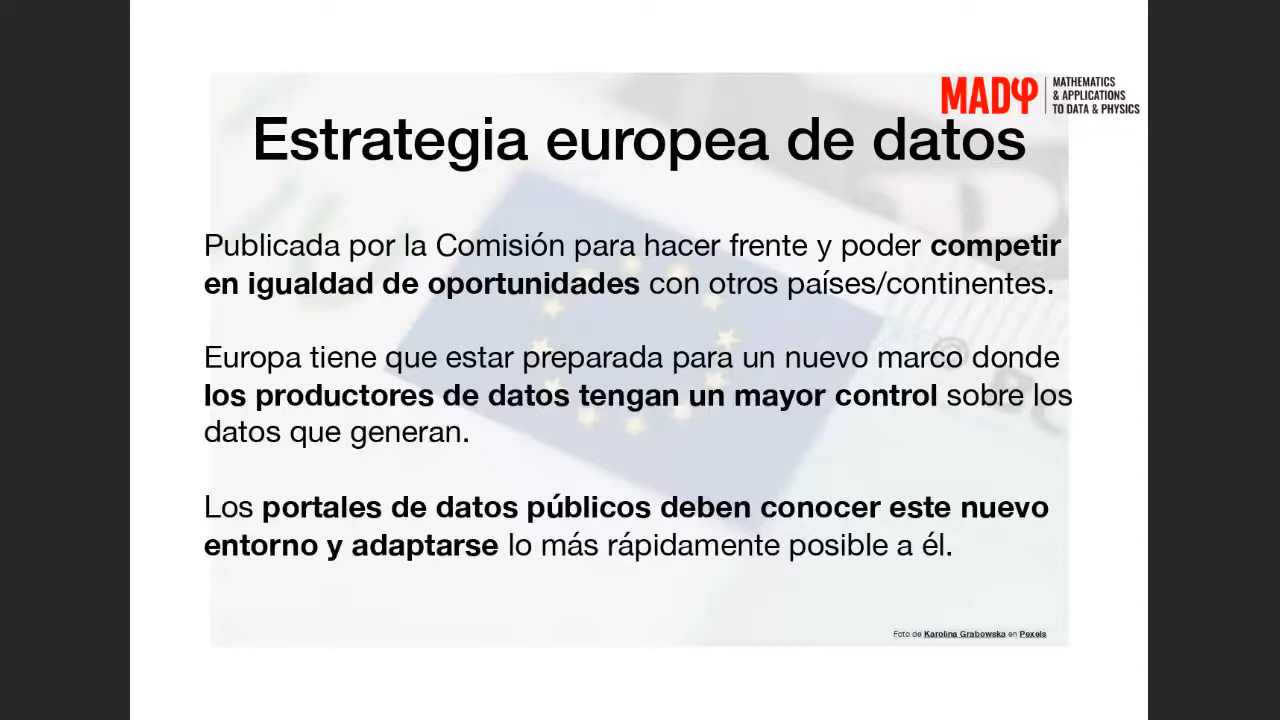 MADφ
MATHEMATICS
& APPLICATIONS
TO DATA & PHYSICS
Estrategia europea de datos
Publicada por la Comisión para hacer frente y poder competir
en igualdad de oportunidades con otros países/continentes.
Europa tiene que estar preparada para un nuevo marco donde
los productores de datos tengan un mayor control sobre los
datos que generan.
Los portales de datos públicos deben conocer este nuevo
entorno y adaptarse lo más rápidamente posible a él.
Foto de Karolina Grabowska en Pexels